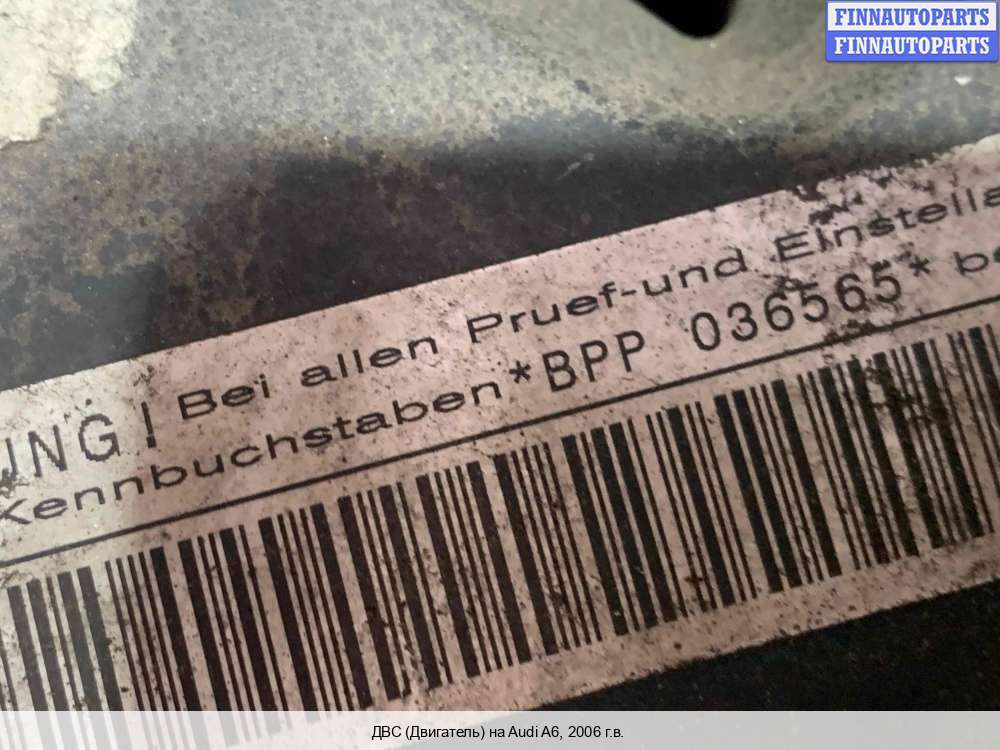 FINNAUTOPARTS
FINNAUTOPARTS
UNG! Bei allen Pruef-und Einstella
Kennbuchstaben *BPP 036565* be
ДВС (Двигатель) на Audi A6, 2006 г.в.